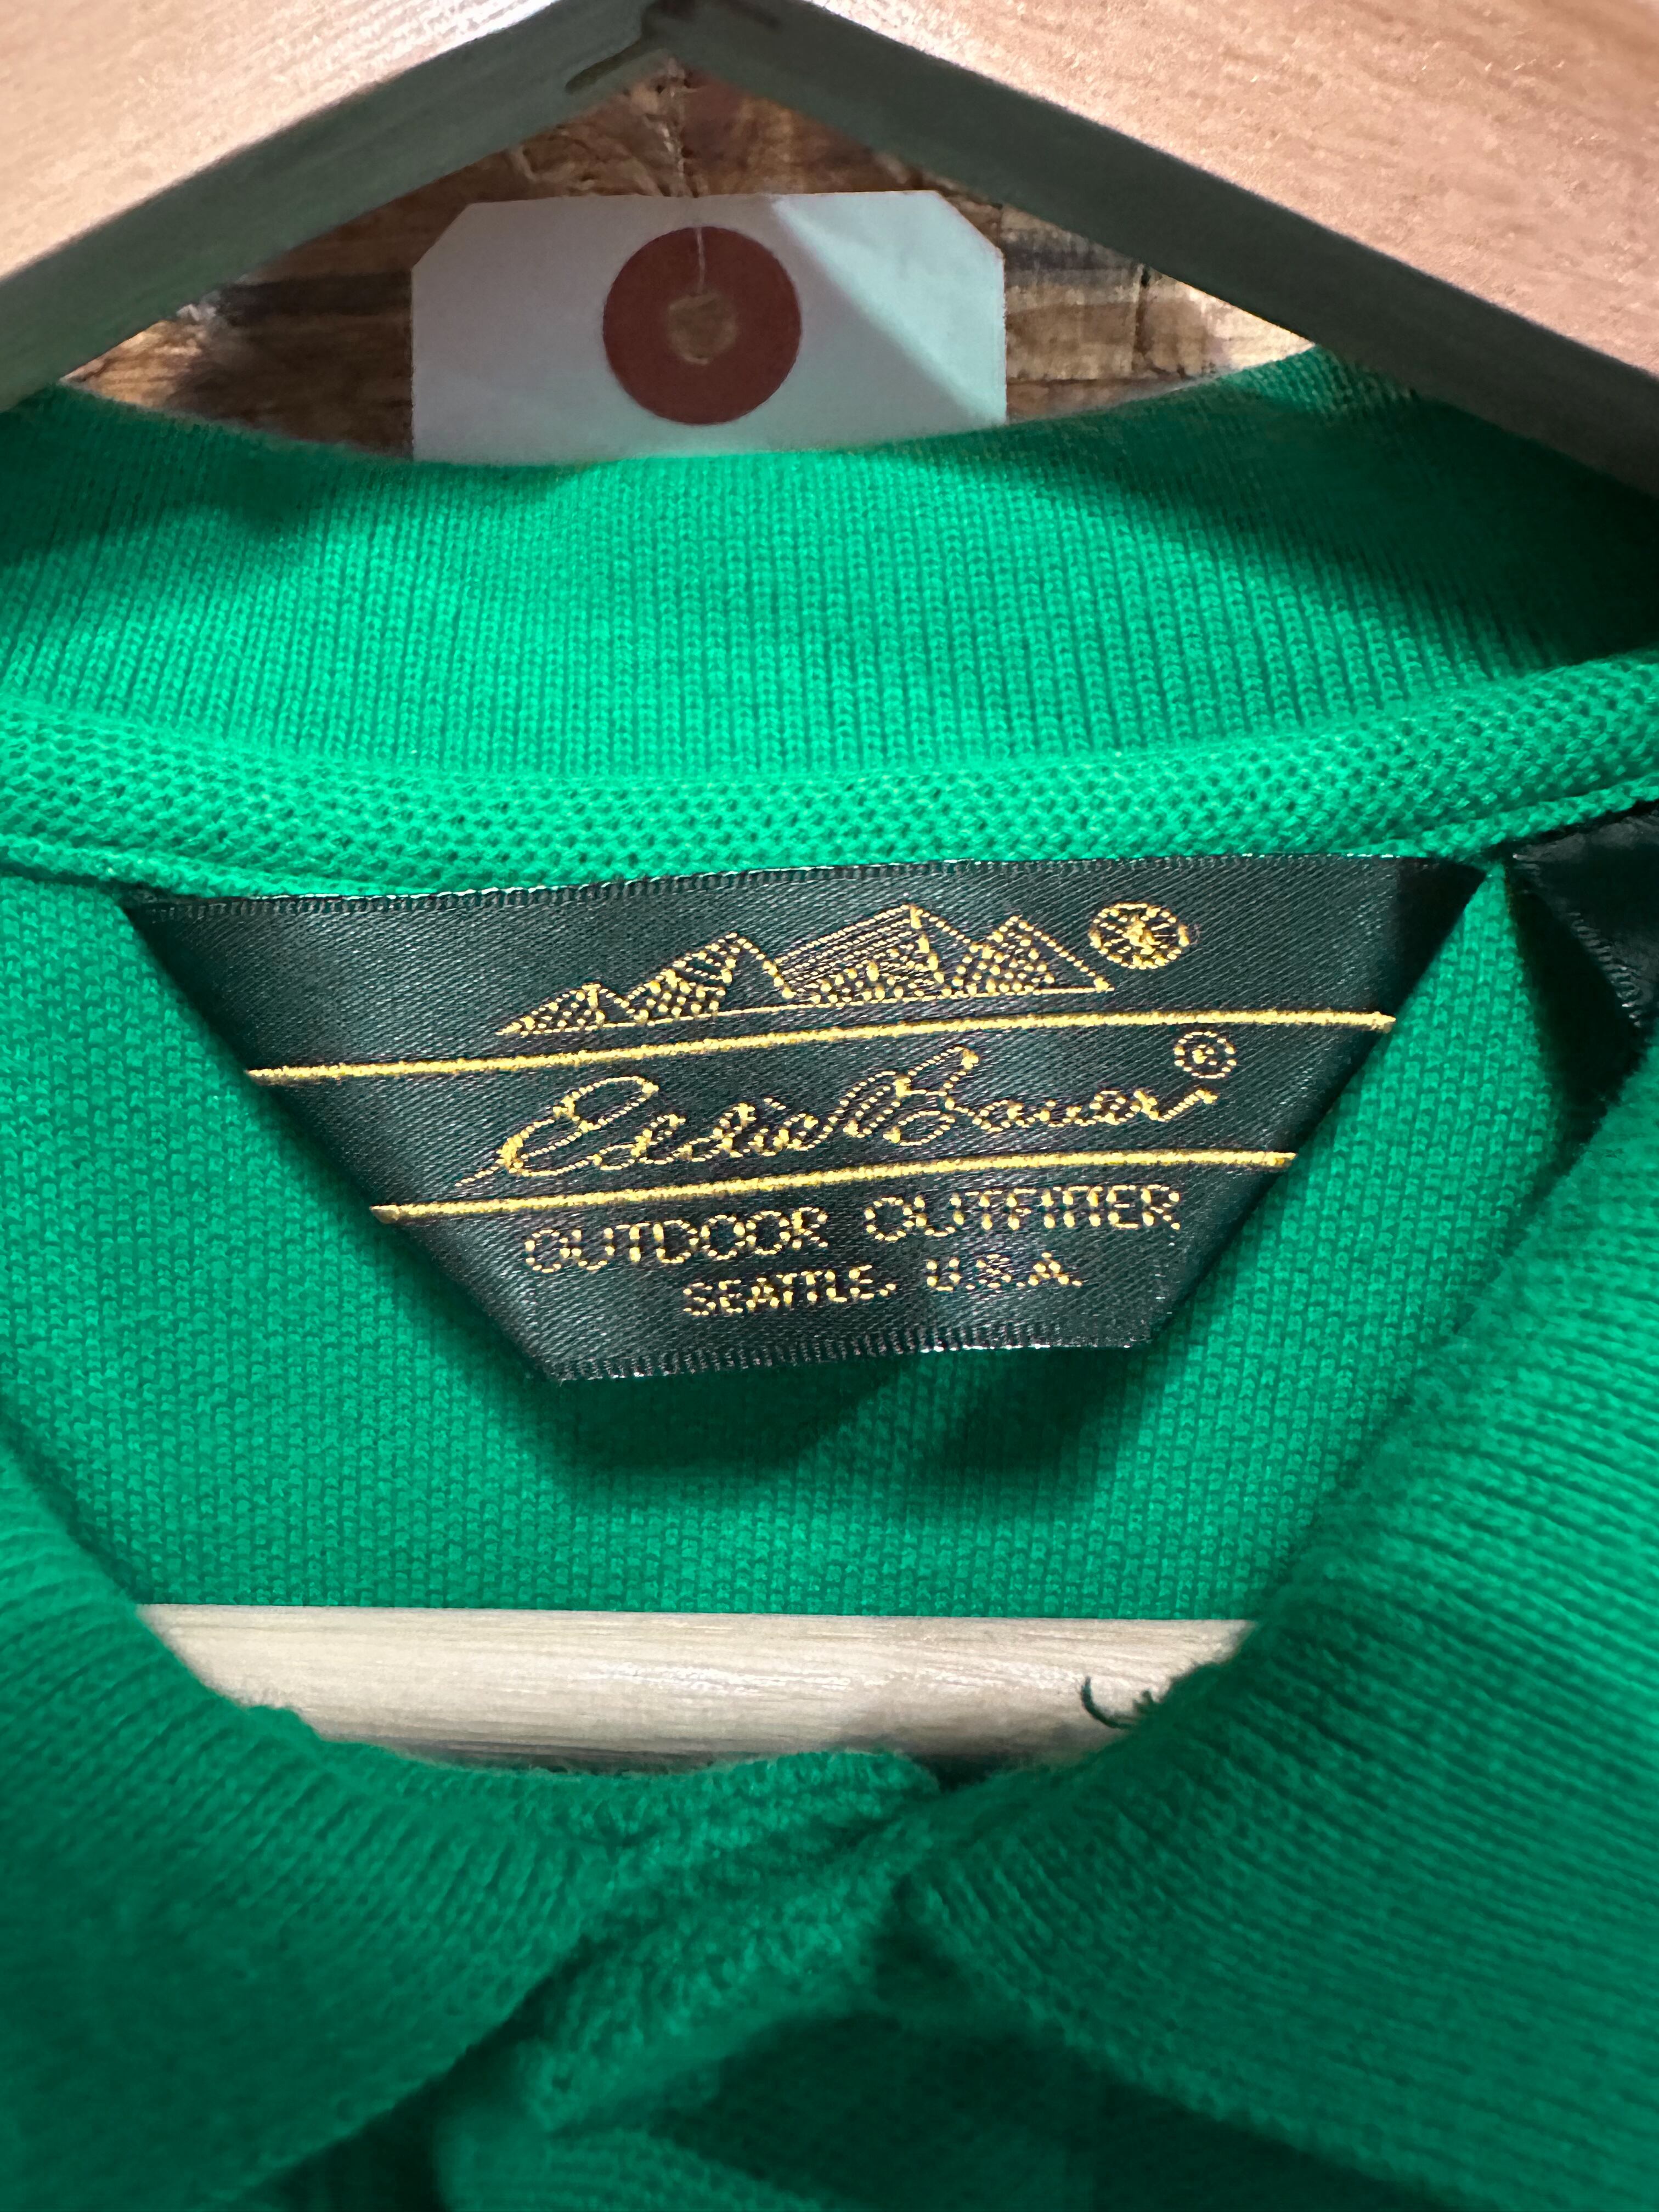 ®
Eddie Bauer®
OUTDOOR OUTFITTER
SEATTLE, U.S.A.